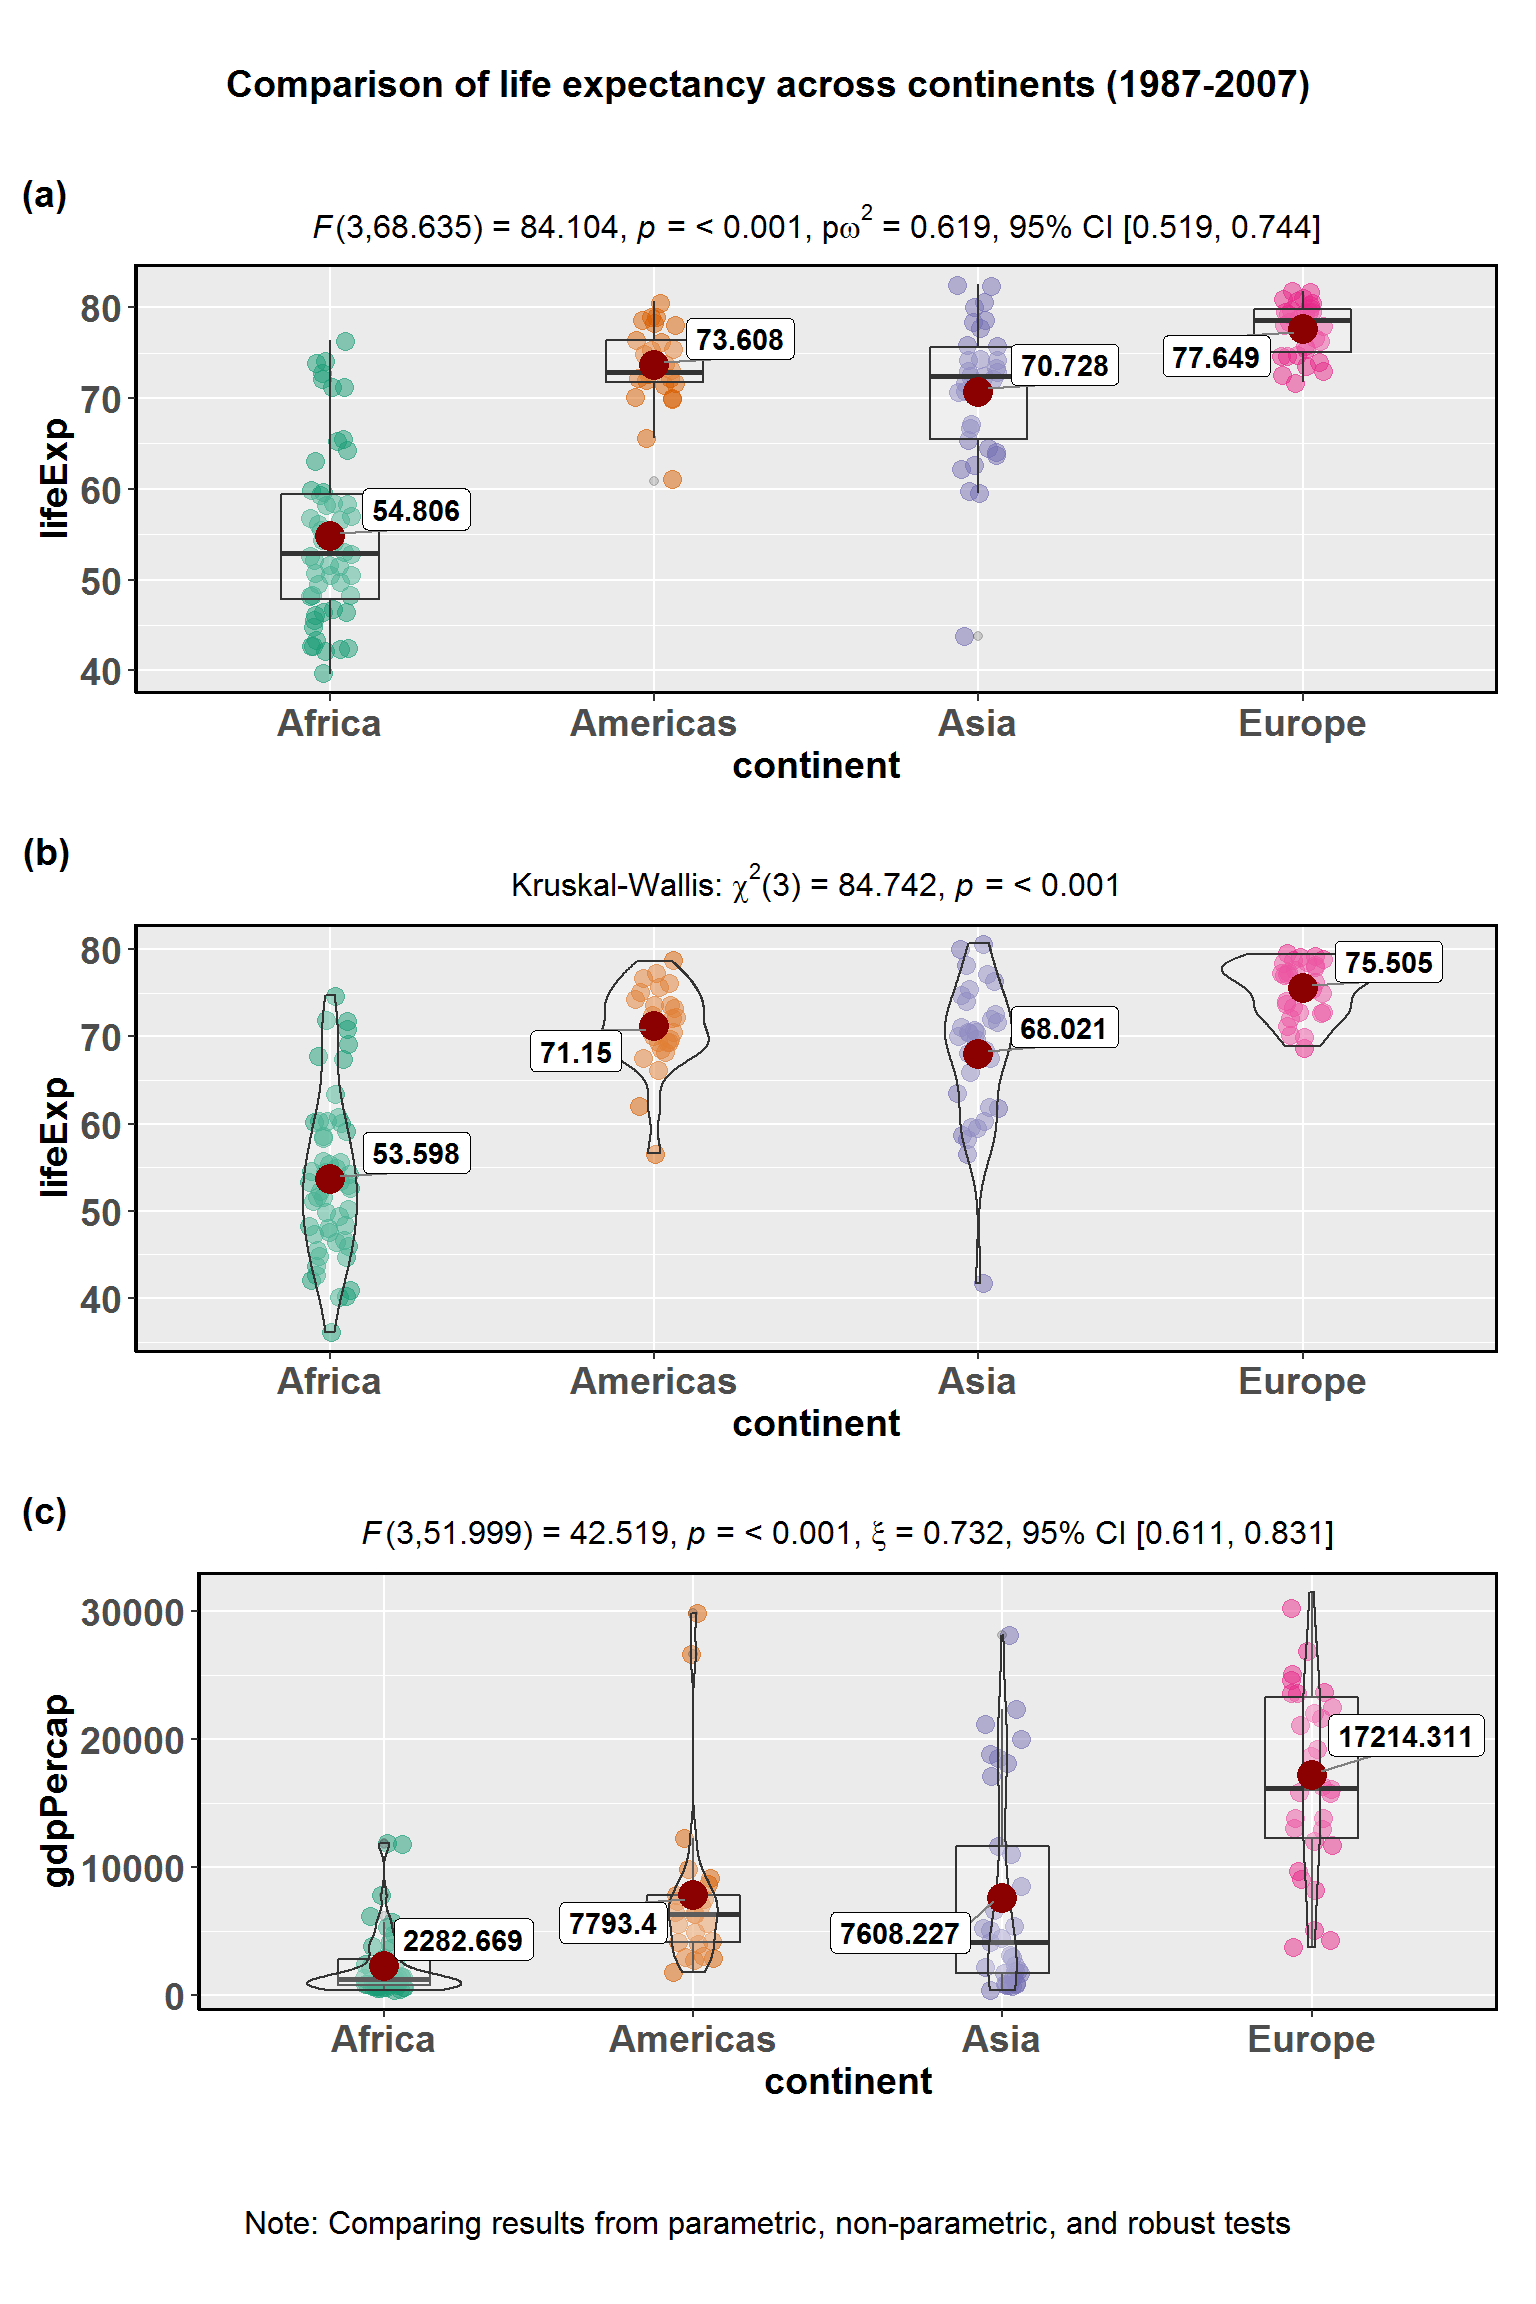 Comparison of life expectancy across continents (1987-2007)
(a)
F(3,68.635) = 84.104, p = < 0.001, pω² = 0.619, 95% CI [0.519, 0.744]
lifeExp
80
70
60
50
40
54.806
73.608
70.728
77.649
Africa Americas Asia Europe
continent
(b)
Kruskal-Wallis: χ²(3) = 84.742, p = < 0.001
lifeExp
80
70
60
50
40
53.598
71.15
68.021
75.505
Africa Americas Asia Europe
continent
(c)
F(3,51.999) = 42.519, p = < 0.001, ξ = 0.732, 95% CI [0.611, 0.831]
gdpPercap
30000
20000
10000
0
2282.669
7793.4
7608.227
17214.311
Africa Americas Asia Europe
continent
Note: Comparing results from parametric, non-parametric, and robust tests